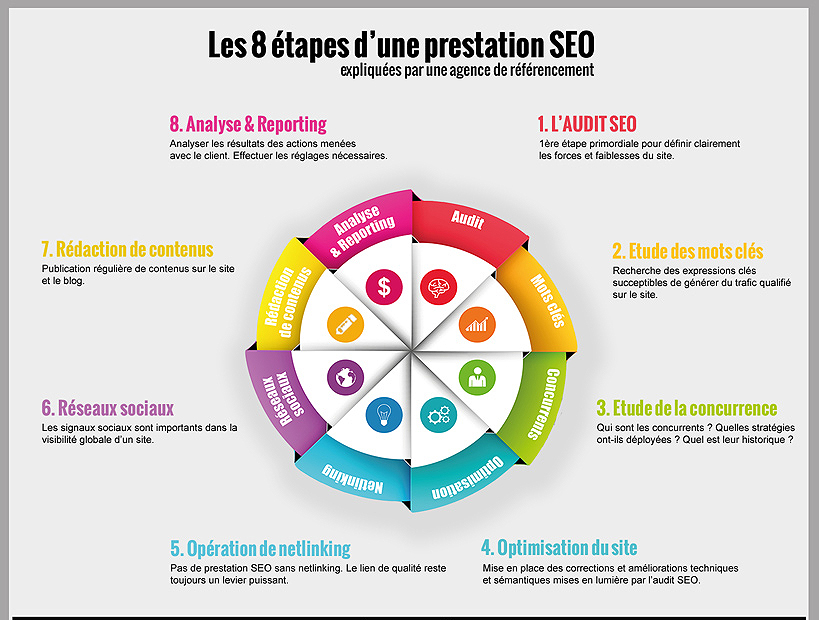 Les 8 étapes d'une prestation SEO
expliquées par une agence de référencement
8. Analyse & Reporting
Analyser les résultats des actions menées
avec le client. Effectuer les réglages nécessaires.
1. L'AUDIT SEO
1ère étape primordiale pour définir clairement
les forces et faiblesses du site.
7. Rédaction de contenus
Publication régulière de contenus sur le site
et le blog.
2. Etude des mots clés
Recherche des expressions clés
succeptibles de générer du trafic qualifié
sur le site.
6. Réseaux sociaux
Les signaux sociaux sont importants dans la
visibilité globale d'un site.
3. Etude de la concurrence
Qui sont les concurrents ? Quelles stratégies
ont-ils déployées ? Quel est leur historique ?
5. Opération de netlinking
Pas de prestation SEO sans netlinking. Le lien de qualité reste
toujours un levier puissant.
4. Optimisation du site
Mise en place des corrections et améliorations techniques
et sémantiques mises en lumière par l'audit SEO.
Analyse
& Reporting
Audit
Mots clés
Concurrents
Optimisation
Netlinking
Réseaux
sociaux
Rédaction
de contenus
$